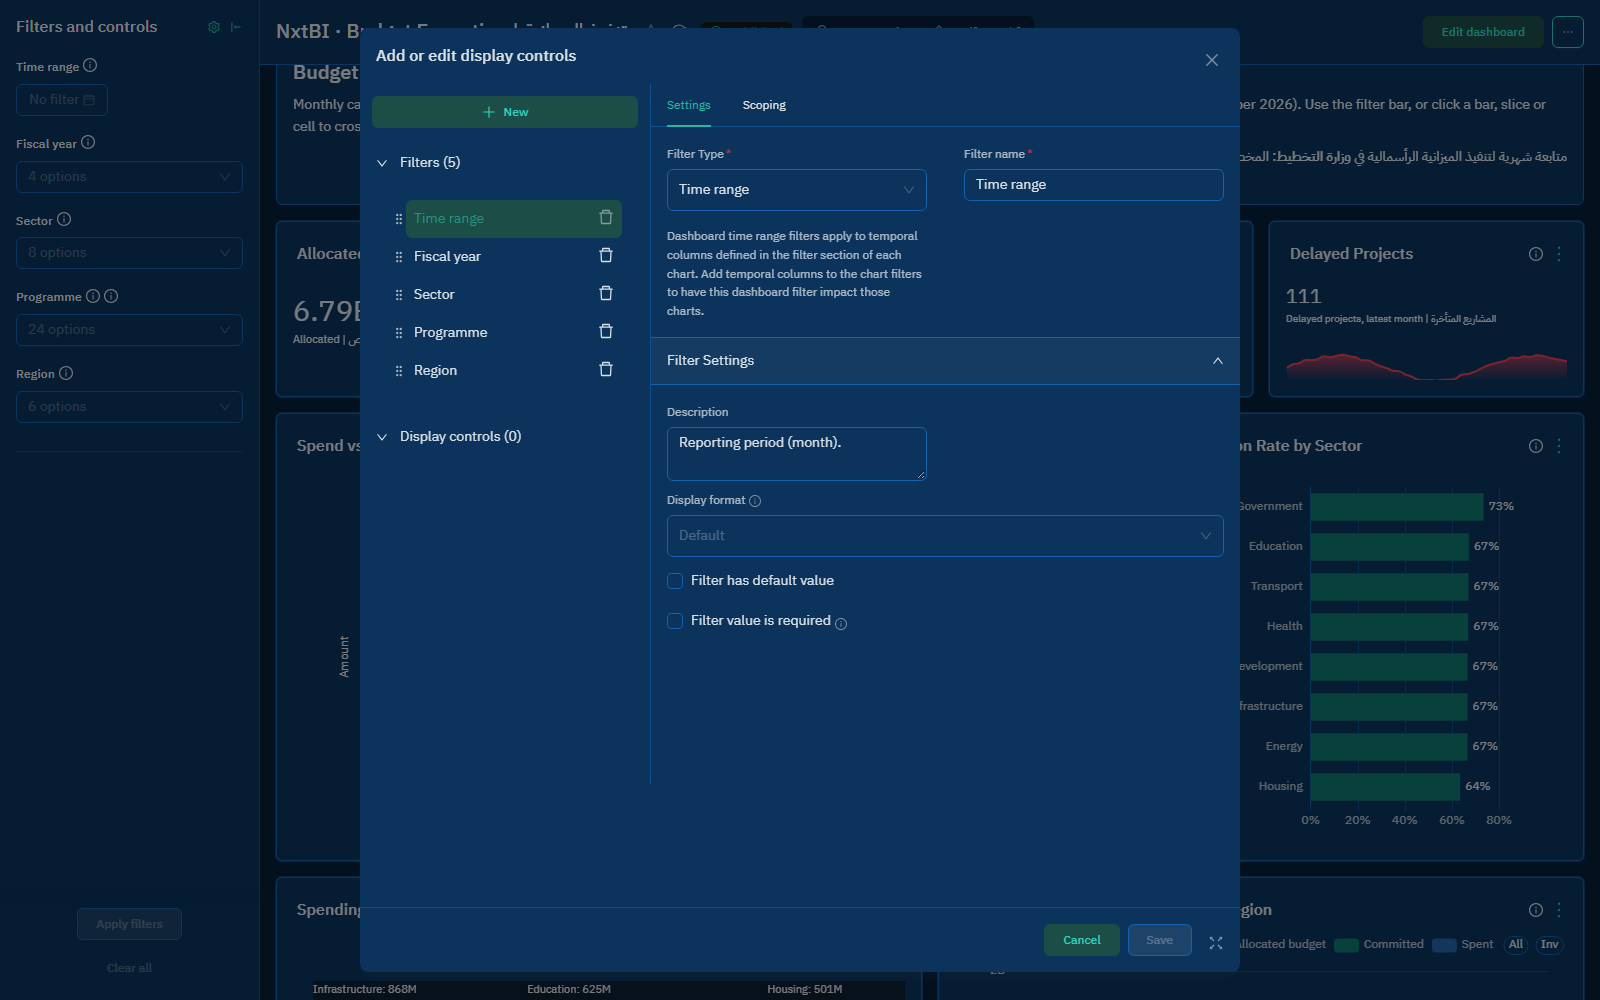 Filters and controls
Time range
No filter
Fiscal year
4 options
Sector
8 options
Programme
24 options
Region
6 options
Apply filters
Clear all
NxtBI ·
Edit dashboard
Budget
Monthly
cell to
2026). Use the filter bar, or click a bar, slice or
متابعة شهرية لتنفيذ الميزانية الرأسمالية في وزارة التخطيط:
Allocated
6.79
Allocated |
Delayed Projects
111
Delayed projects, latest month | المشاريع المتأخرة
Spend vs
Amount
Rate by Sector
Government
73%
Education
67%
Transport
67%
Health
67%
67%
67%
Energy
67%
Housing
64%
0% 20% 40% 60% 80%
Spending
Infrastructure: 868M Education: 625M Housing: 501M
budget Committed Spent All Inv
Add or edit display controls
New
Filters (5)
Time range
Fiscal year
Sector
Programme
Region
Display controls (0)
Settings Scoping
Filter Type *
Time range
Filter name *
Time range
Dashboard time range filters apply to temporal
columns defined in the filter section of each
chart. Add temporal columns to the chart filters
to have this dashboard filter impact those
charts.
Filter Settings
Description
Reporting period (month).
Display format
Default
Filter has default value
Filter value is required
Cancel
Save